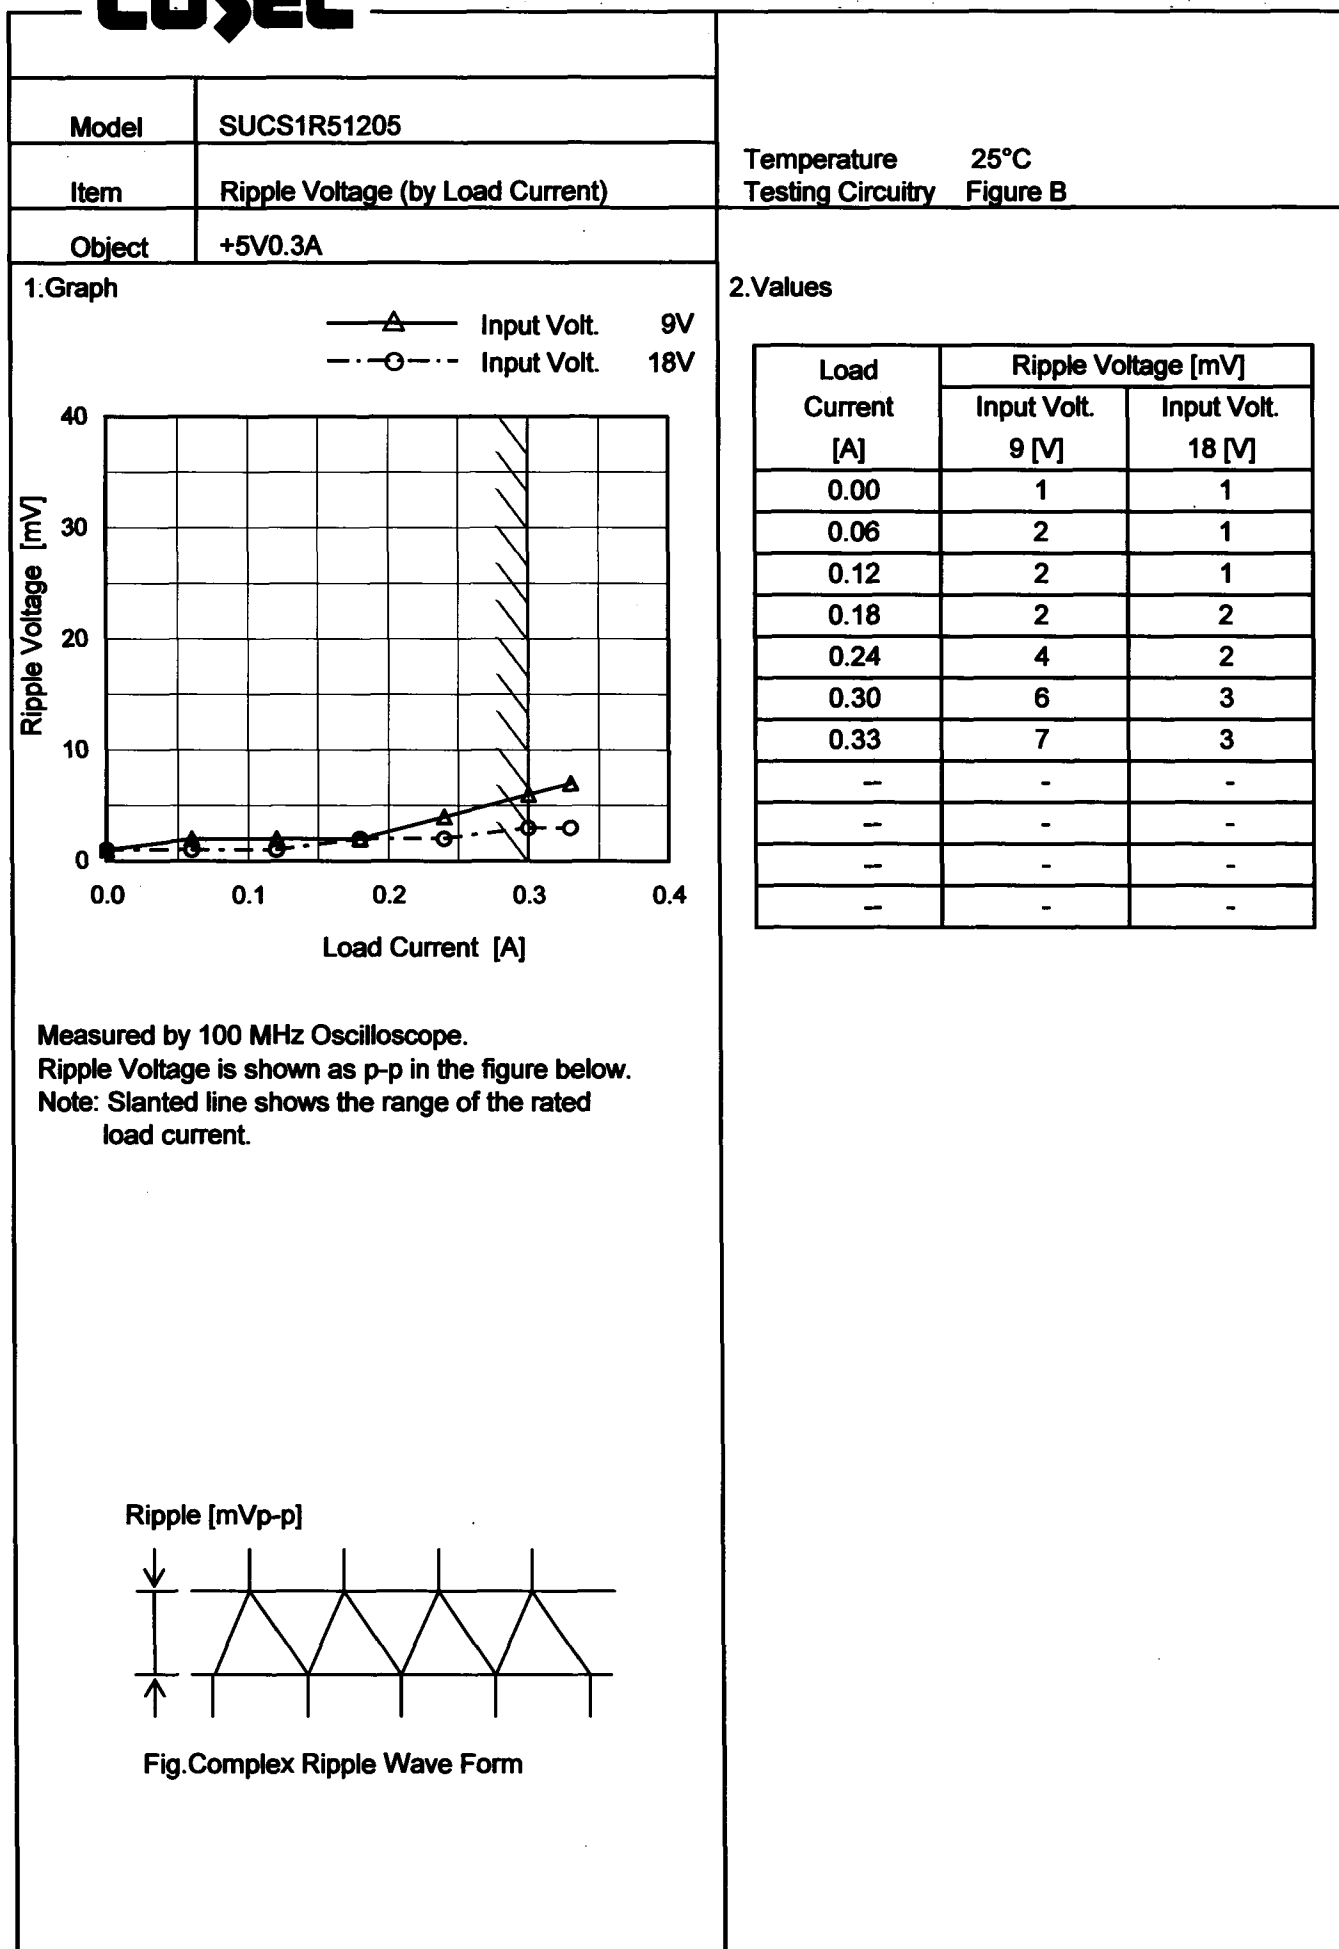 COSEL
Model SUCS1R51205
Item Ripple Voltage (by Load Current)
Object +5V0.3A
Temperature 25°C
Testing Circuitry Figure B
1.Graph
Input Volt. 9V
Input Volt. 18V
40
30
20
10
0
0.0 0.1 0.2 0.3 0.4
Ripple Voltage [mV]
Load Current [A]
Measured by 100 MHz Oscilloscope.
Ripple Voltage is shown as p-p in the figure below.
Note: Slanted line shows the range of the rated
load current.
Ripple [mVp-p]
Fig.Complex Ripple Wave Form
2.Values
Load Ripple Voltage [mV]
Current Input Volt. Input Volt.
[A] 9 [V] 18 [V]
0.00 1 1
0.06 2 1
0.12 2 1
0.18 2 2
0.24 4 2
0.30 6 3
0.33 7 3
-- - -
-- - -
-- - -
-- - -